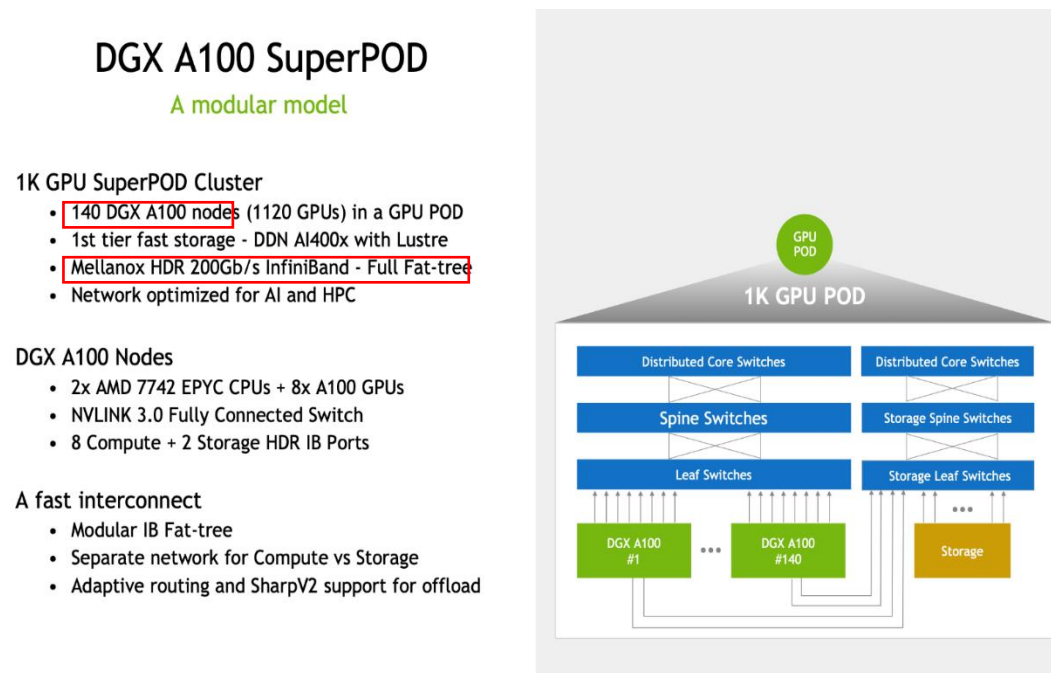 DGX A100 SuperPOD
A modular model
1K GPU SuperPOD Cluster
• 140 DGX A100 nodes (1120 GPUs) in a GPU POD
• 1st tier fast storage - DDN AI400x with Lustre
• Mellanox HDR 200Gb/s InfiniBand - Full Fat-tree
• Network optimized for AI and HPC
DGX A100 Nodes
• 2x AMD 7742 EPYC CPUs + 8x A100 GPUs
• NVLINK 3.0 Fully Connected Switch
• 8 Compute + 2 Storage HDR IB Ports
A fast interconnect
• Modular IB Fat-tree
• Separate network for Compute vs Storage
• Adaptive routing and SharpV2 support for offload
GPU
POD
1K GPU POD
Distributed Core Switches
Distributed Core Switches
Spine Switches
Storage Spine Switches
Leaf Switches
Storage Leaf Switches
DGX A100
#1
•••
DGX A100
#140
•••
Storage